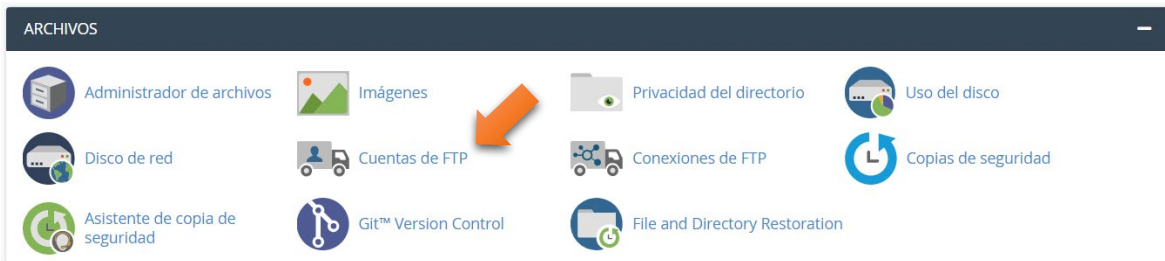 ARCHIVOS
Administrador de archivos
Imágenes
Privacidad del directorio
Uso del disco
Disco de red
Cuentas de FTP
Conexiones de FTP
Copias de seguridad
Asistente de copia de
seguridad
Git™ Version Control
File and Directory Restoration